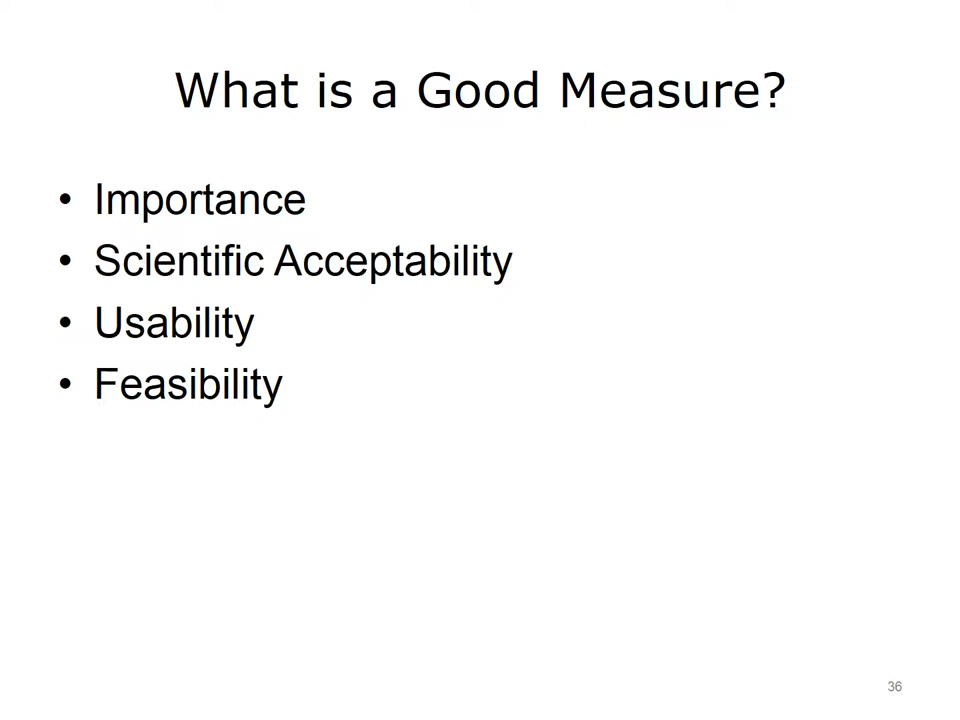 What is a Good Measure?
• Importance
• Scientific Acceptability
• Usability
• Feasibility
36